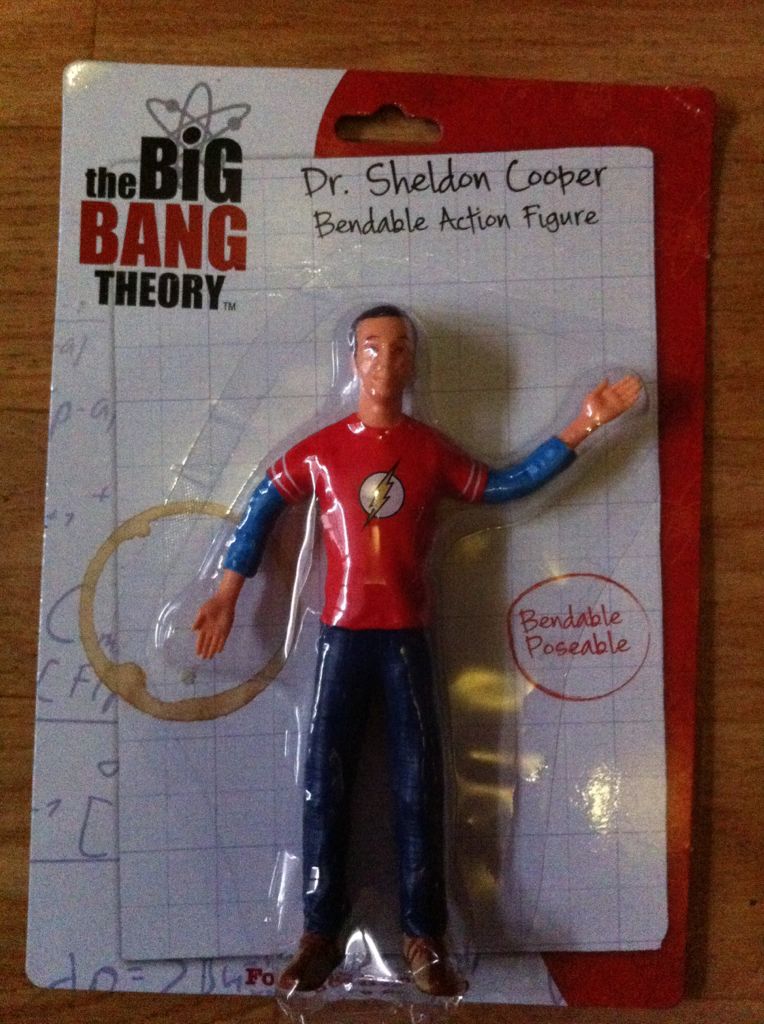 the BiG
BANG
THEORY™
Dr. Sheldon Cooper
Bendable Action Figure
Bendable
Poseable